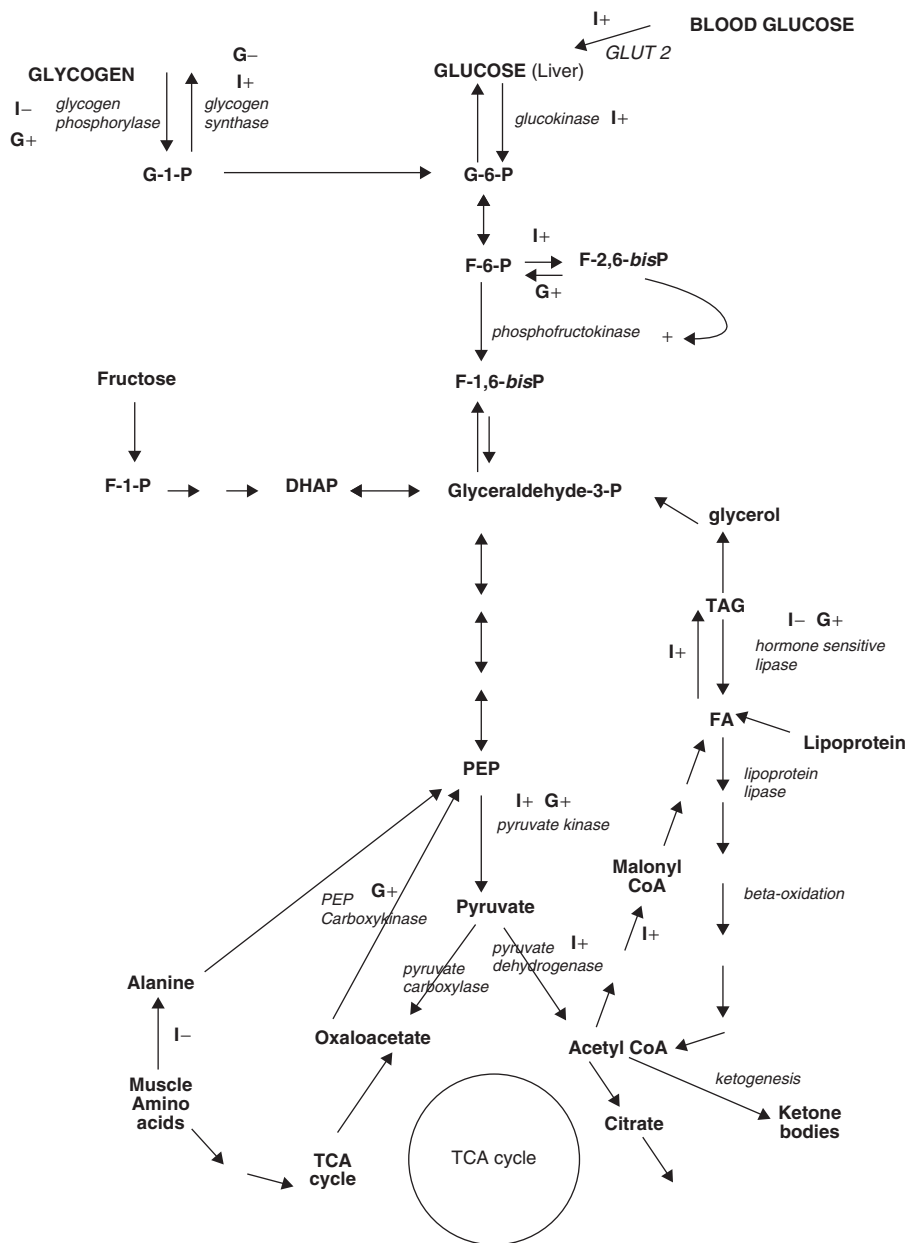 I+
BLOOD GLUCOSE
GLUT 2
G−
GLYCOGEN
I+
GLUCOSE (Liver)
I−
G+
glycogen
phosphorylase
glycogen
synthase
glucokinase I+
G-1-P
G-6-P
I+
F-6-P
F-2,6-bisP
G+
phosphofructokinase +
Fructose
F-1,6-bisP
F-1-P
DHAP
Glyceraldehyde-3-P
glycerol
TAG
I− G+
I+
hormone sensitive
lipase
FA
Lipoprotein
PEP
lipoprotein
lipase
I+ G+
pyruvate kinase
Malonyl
CoA
G+
PEP
Carboxykinase
beta-oxidation
Pyruvate
I+
I+
pyruvate
dehydrogenase
pyruvate
carboxylase
Alanine
I−
Oxaloacetate
Acetyl CoA
ketogenesis
Muscle
Amino
acids
Citrate
Ketone
bodies
TCA
cycle
TCA cycle